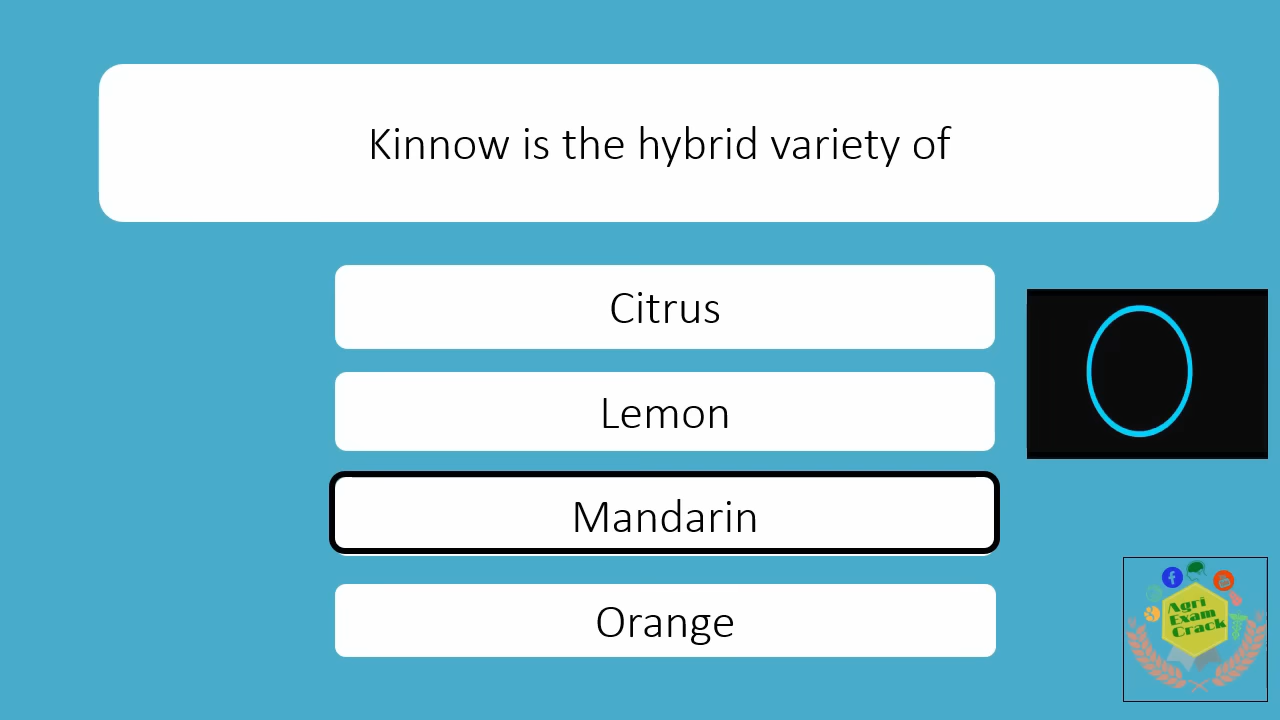 Kinnow is the hybrid variety of
Citrus
Lemon
Mandarin
Orange
Agri
Exam
Crack